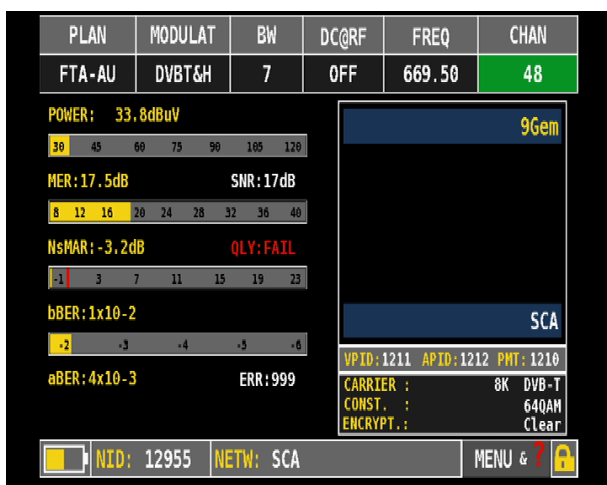 PLAN MODULAT BW DC@RF FREQ CHAN
FTA-AU DVBT&H 7 OFF 669.50 48
POWER: 33.8dBuV
30 45 60 75 90 105 120
MER:17.5dB SNR:17dB
8 12 16 20 24 28 32 36 40
NsMAR:-3.2dB QLY:FAIL
-1 3 7 11 15 19 23
bBER:1x10-2
-2 -3 -4 -5 -6
aBER:4x10-3 ERR:999
9Gem
SCA
VPID:1211 APID:1212 PMT:1210
CARRIER : 8K DVB-T
CONST. : 64QAM
ENCRYPT.: Clear
NID: 12955 NETW: SCA MENU & ?